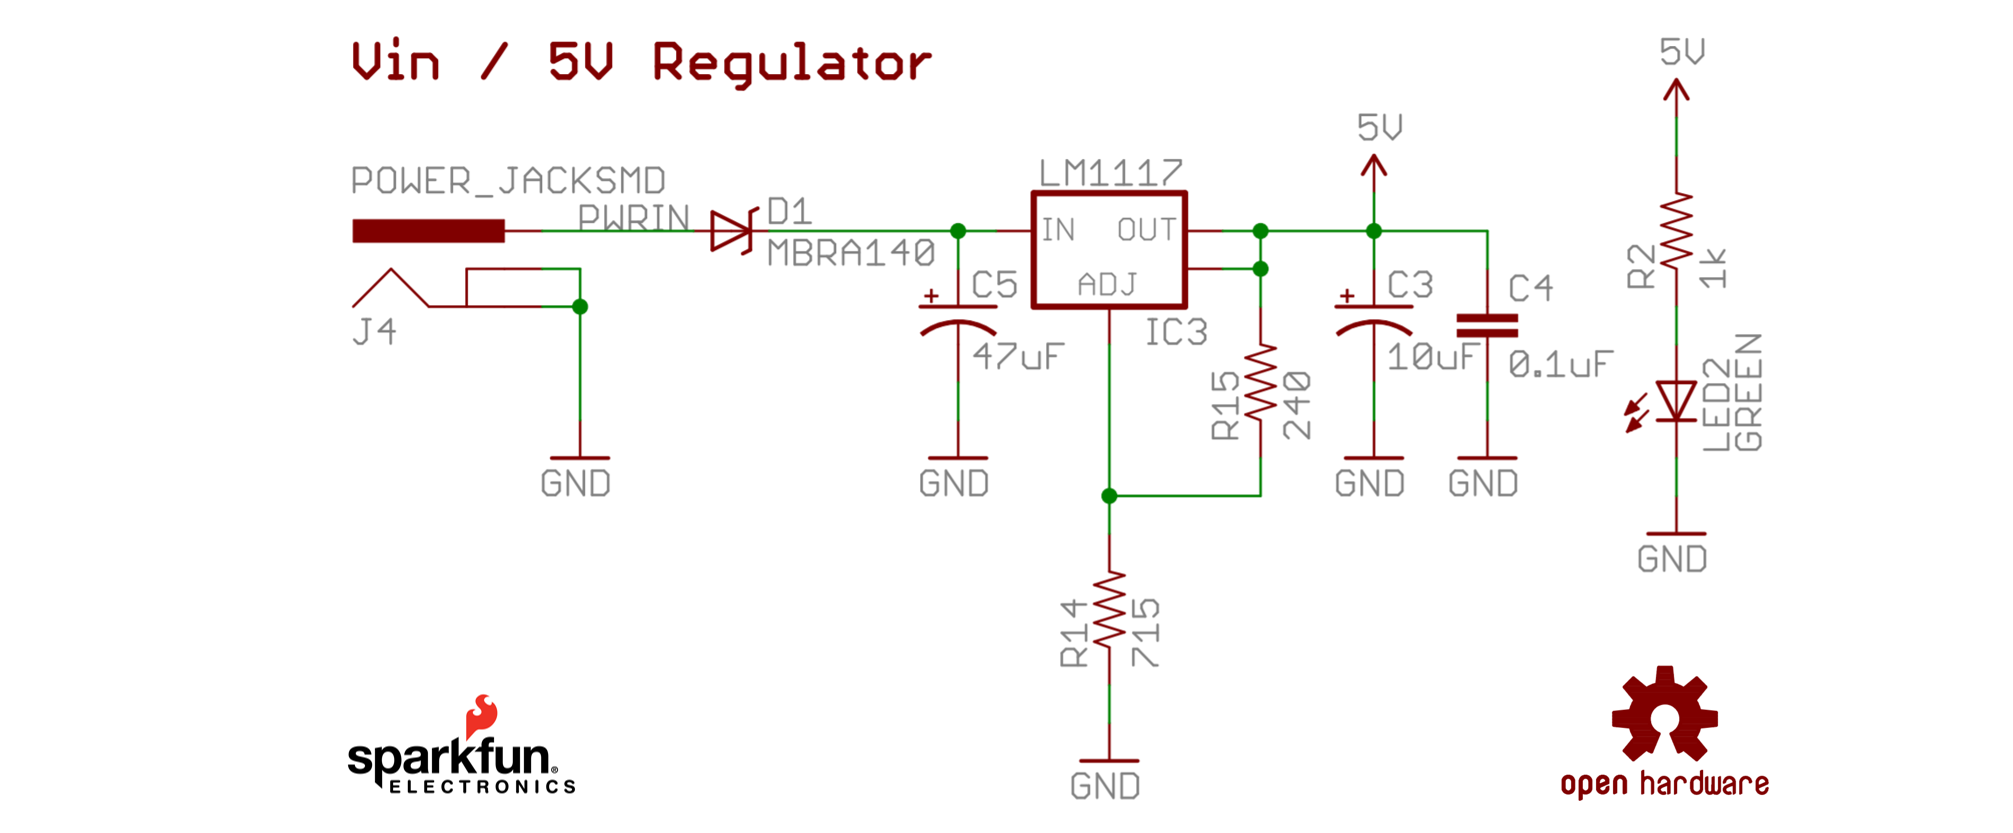 Vin / 5V Regulator
5V
5V
POWER_JACKSMD
PWRIN
J4
GND
D1
MBRA140
LM1117
IN OUT
ADJ
IC3
+
C5
47uF
GND
R15
240
+
C3
10uF
GND
C4
0.1uF
GND
R2
1k
LED2
GREEN
GND
R14
715
GND
sparkfun®
ELECTRONICS
open hardware